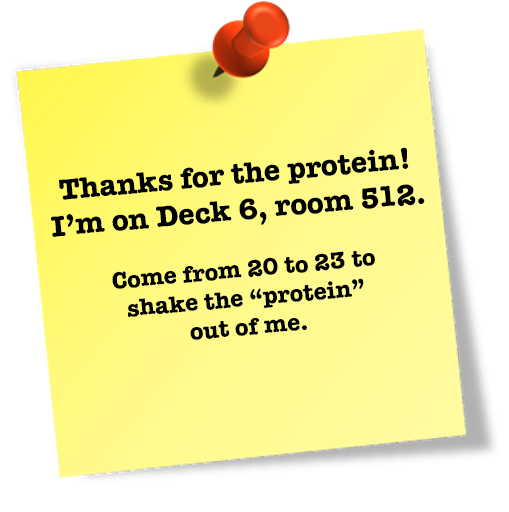 Thanks for the protein!
I’m on Deck 6, room 512.
Come from 20 to 23 to
shake the “protein”
out of me.